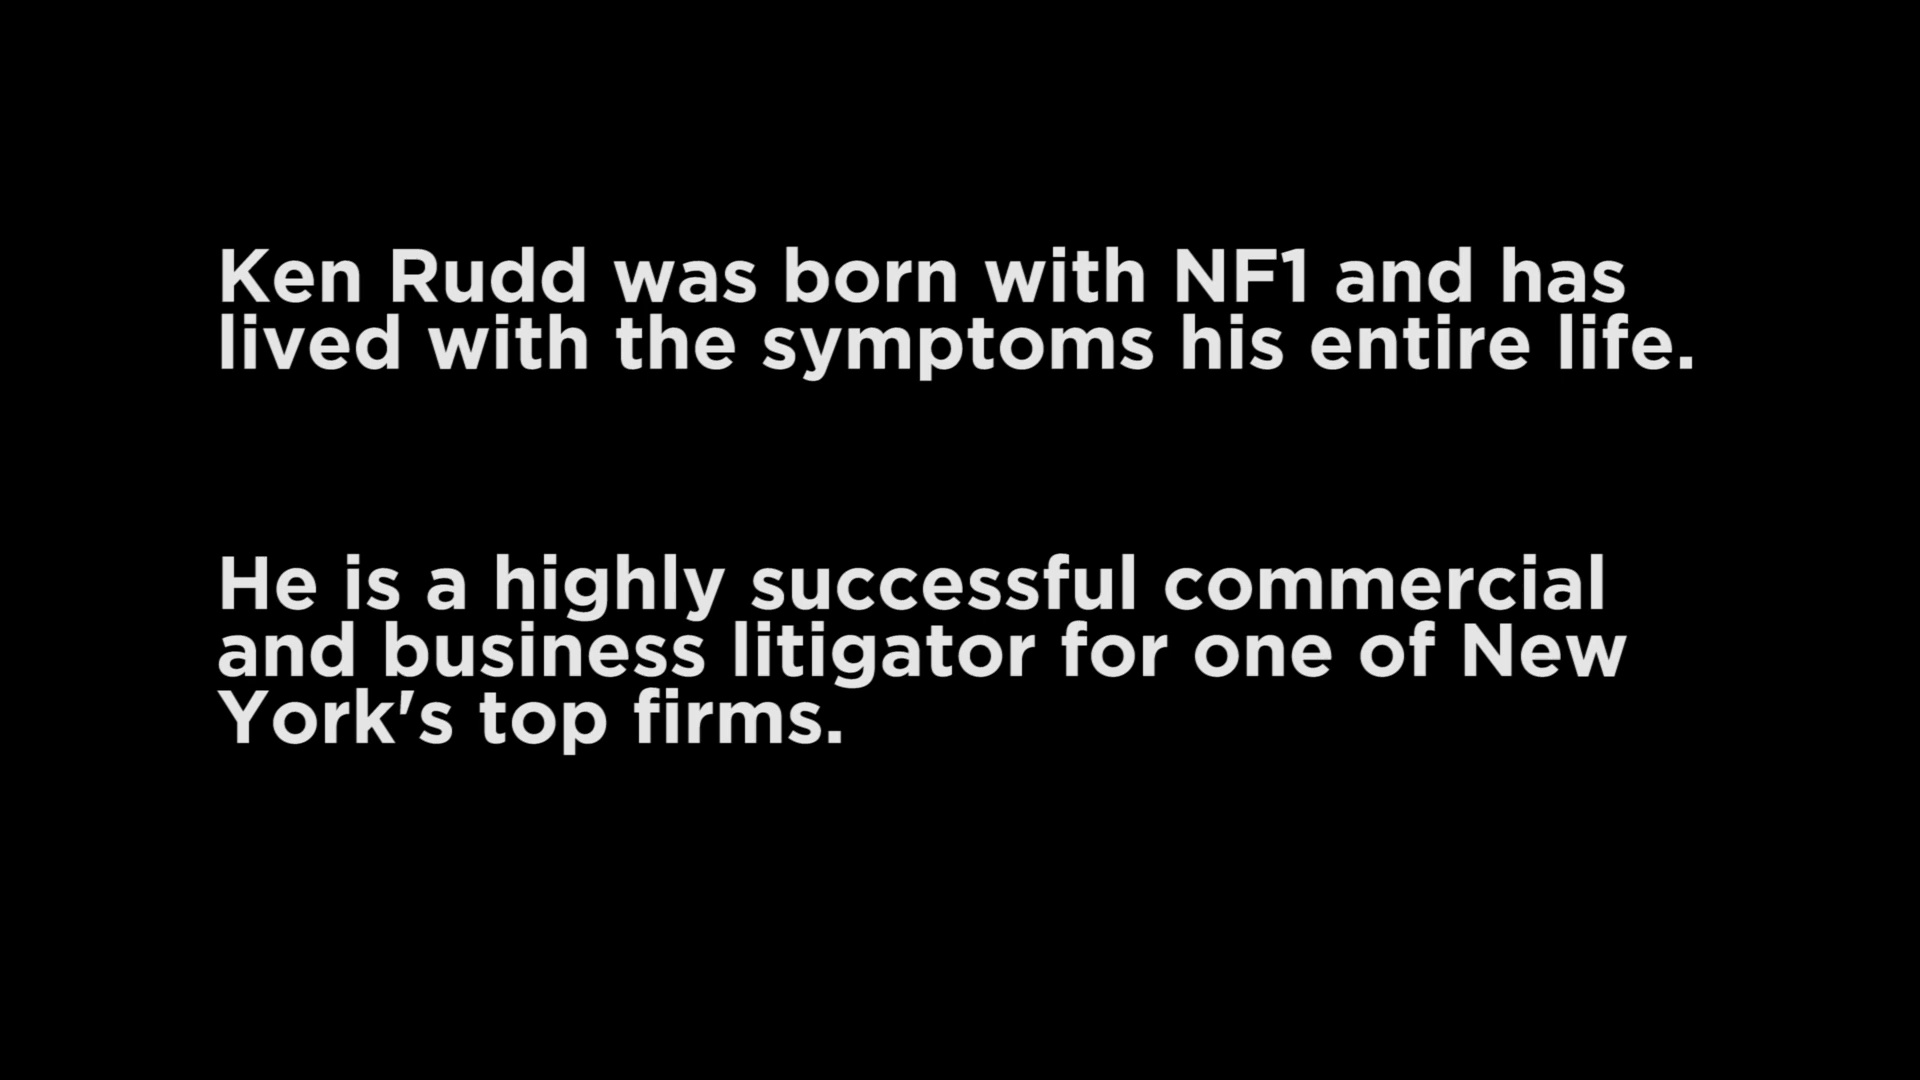 Ken Rudd was born with NF1 and has
lived with the symptoms his entire life.
He is a highly successful commercial
and business litigator for one of New
York's top firms.